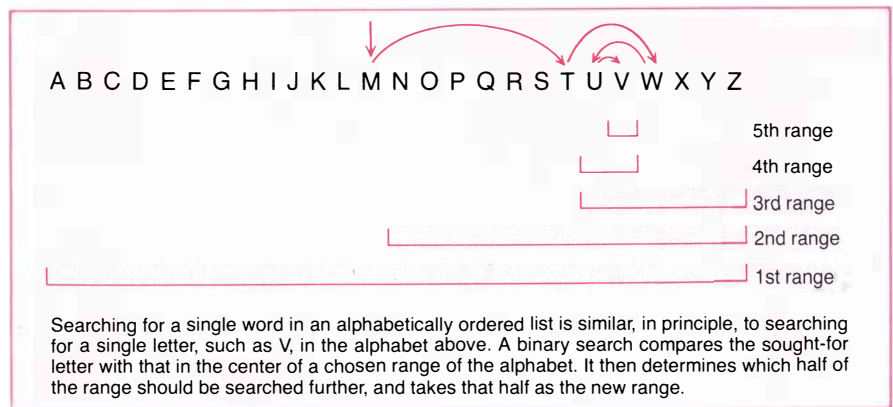 A B C D E F G H I J K L M N O P Q R S T U V W X Y Z
5th range
4th range
3rd range
2nd range
1st range
Searching for a single word in an alphabetically ordered list is similar, in principle, to searching
for a single letter, such as V, in the alphabet above. A binary search compares the sought-for
letter with that in the center of a chosen range of the alphabet. It then determines which half of
the range should be searched further, and takes that half as the new range.